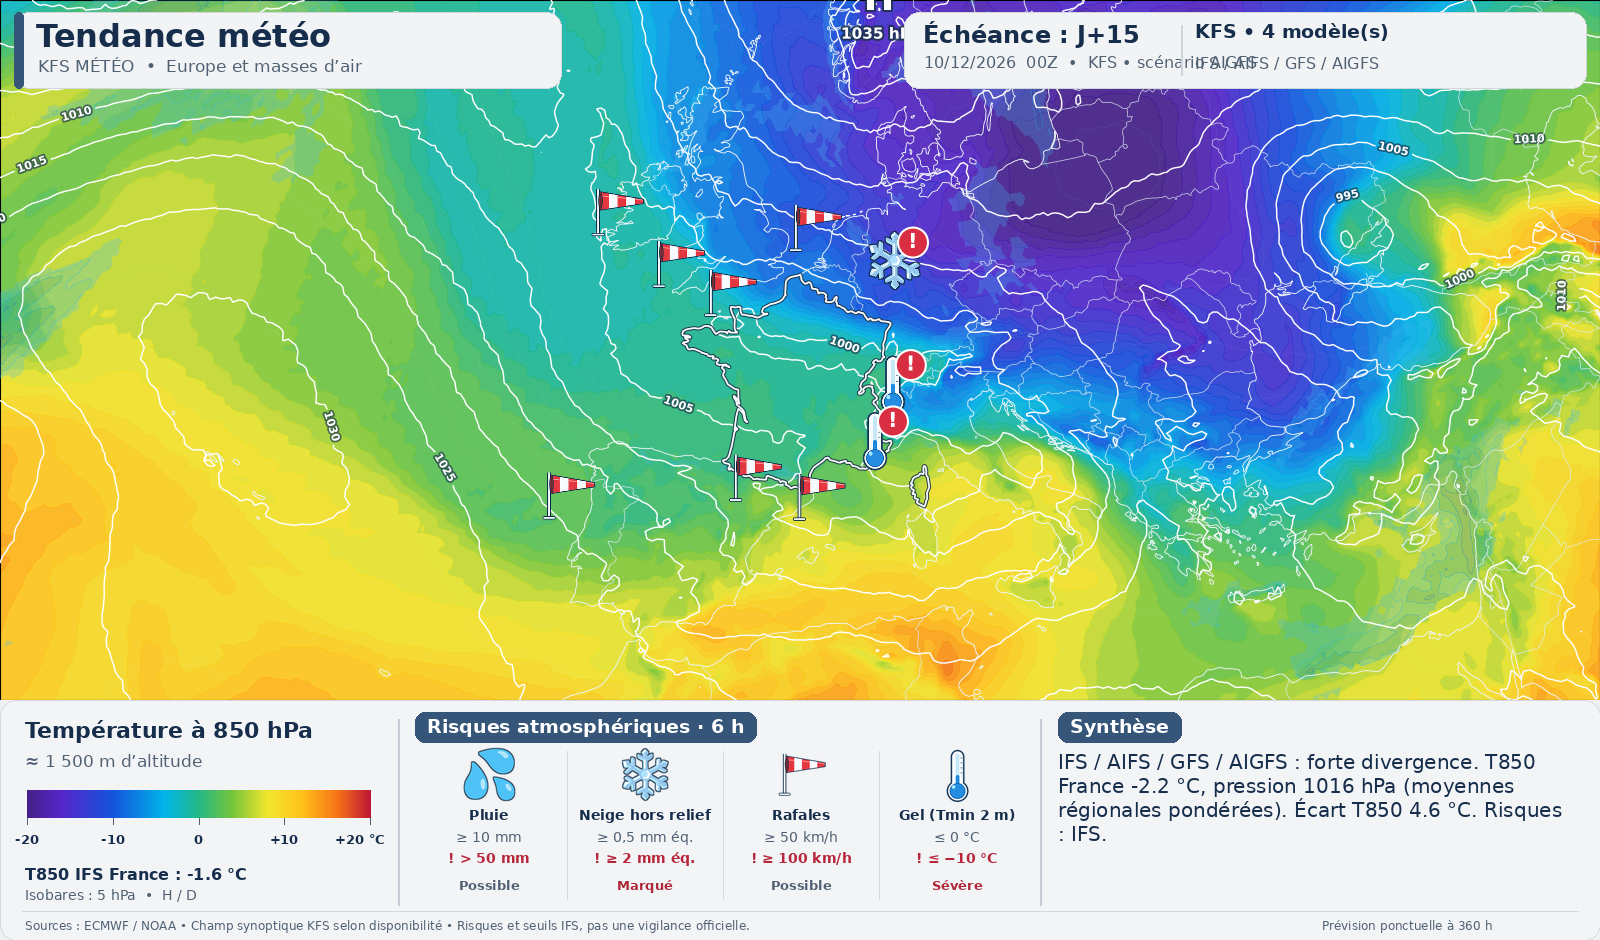 Tendance météo
KFS MÉTÉO • Europe et masses d’air
1035 h
Échéance : J+15
10/12/2026 00Z • KFS • scénario AIGFS
KFS • 4 modèle(s)
IFS / AIFS / GFS / AIGFS
1010
1015
1010
1005
995
1000
1010
1000
1005
1030
1025
!
!
!
Température à 850 hPa
≈ 1 500 m d’altitude
-20 -10 0 +10 +20 °C
T850 IFS France : -1.6 °C
Isobares : 5 hPa • H / D
Risques atmosphériques · 6 h
Pluie
≥ 10 mm
! > 50 mm
Possible
Neige hors relief
≥ 0,5 mm éq.
! ≥ 2 mm éq.
Marqué
Rafales
≥ 50 km/h
! ≥ 100 km/h
Possible
Gel (Tmin 2 m)
≤ 0 °C
! ≤ −10 °C
Sévère
Synthèse
IFS / AIFS / GFS / AIGFS : forte divergence. T850
France -2.2 °C, pression 1016 hPa (moyennes
régionales pondérées). Écart T850 4.6 °C. Risques
: IFS.
Sources : ECMWF / NOAA • Champ synoptique KFS selon disponibilité • Risques et seuils IFS, pas une vigilance officielle.
Prévision ponctuelle à 360 h